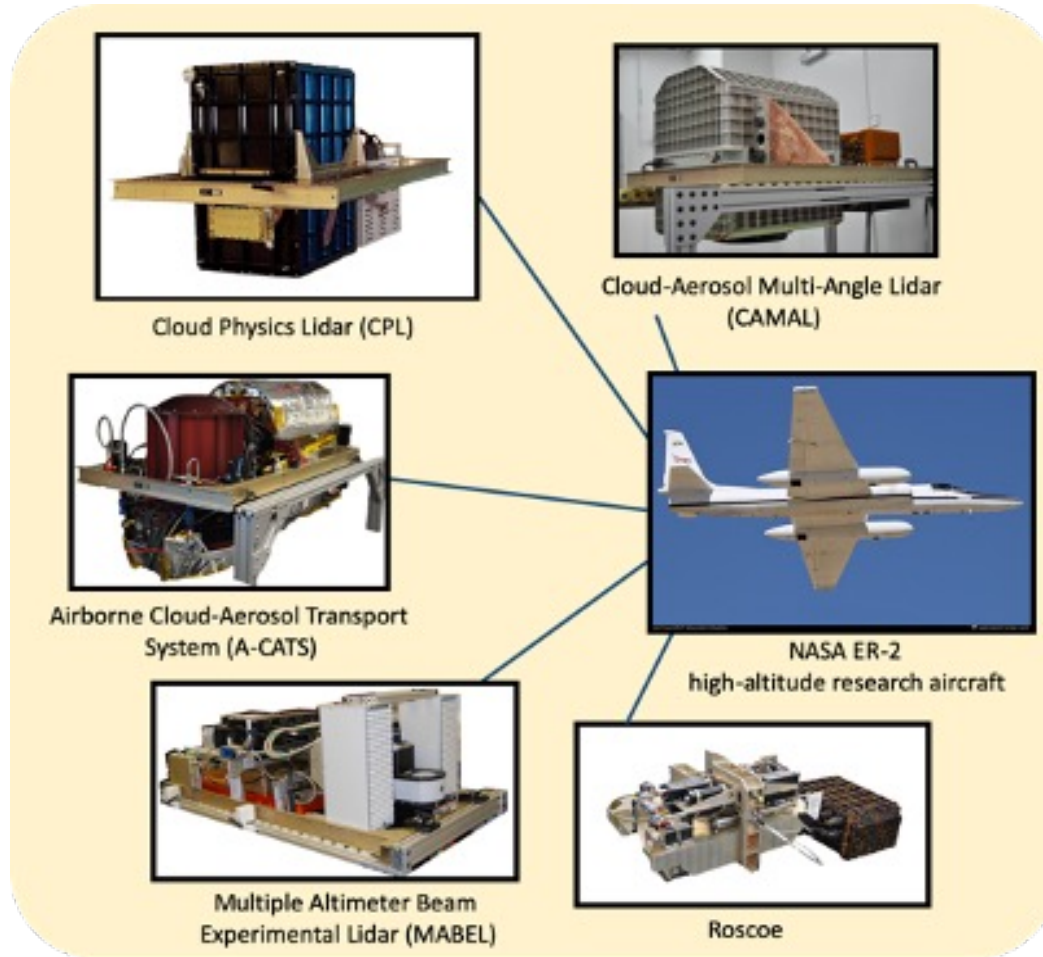 Cloud Physics Lidar (CPL)
Cloud-Aerosol Multi-Angle Lidar
(CAMAL)
Airborne Cloud-Aerosol Transport
System (A-CATS)
NASA ER-2
high-altitude research aircraft
Multiple Altimeter Beam
Experimental Lidar (MABEL)
Roscoe